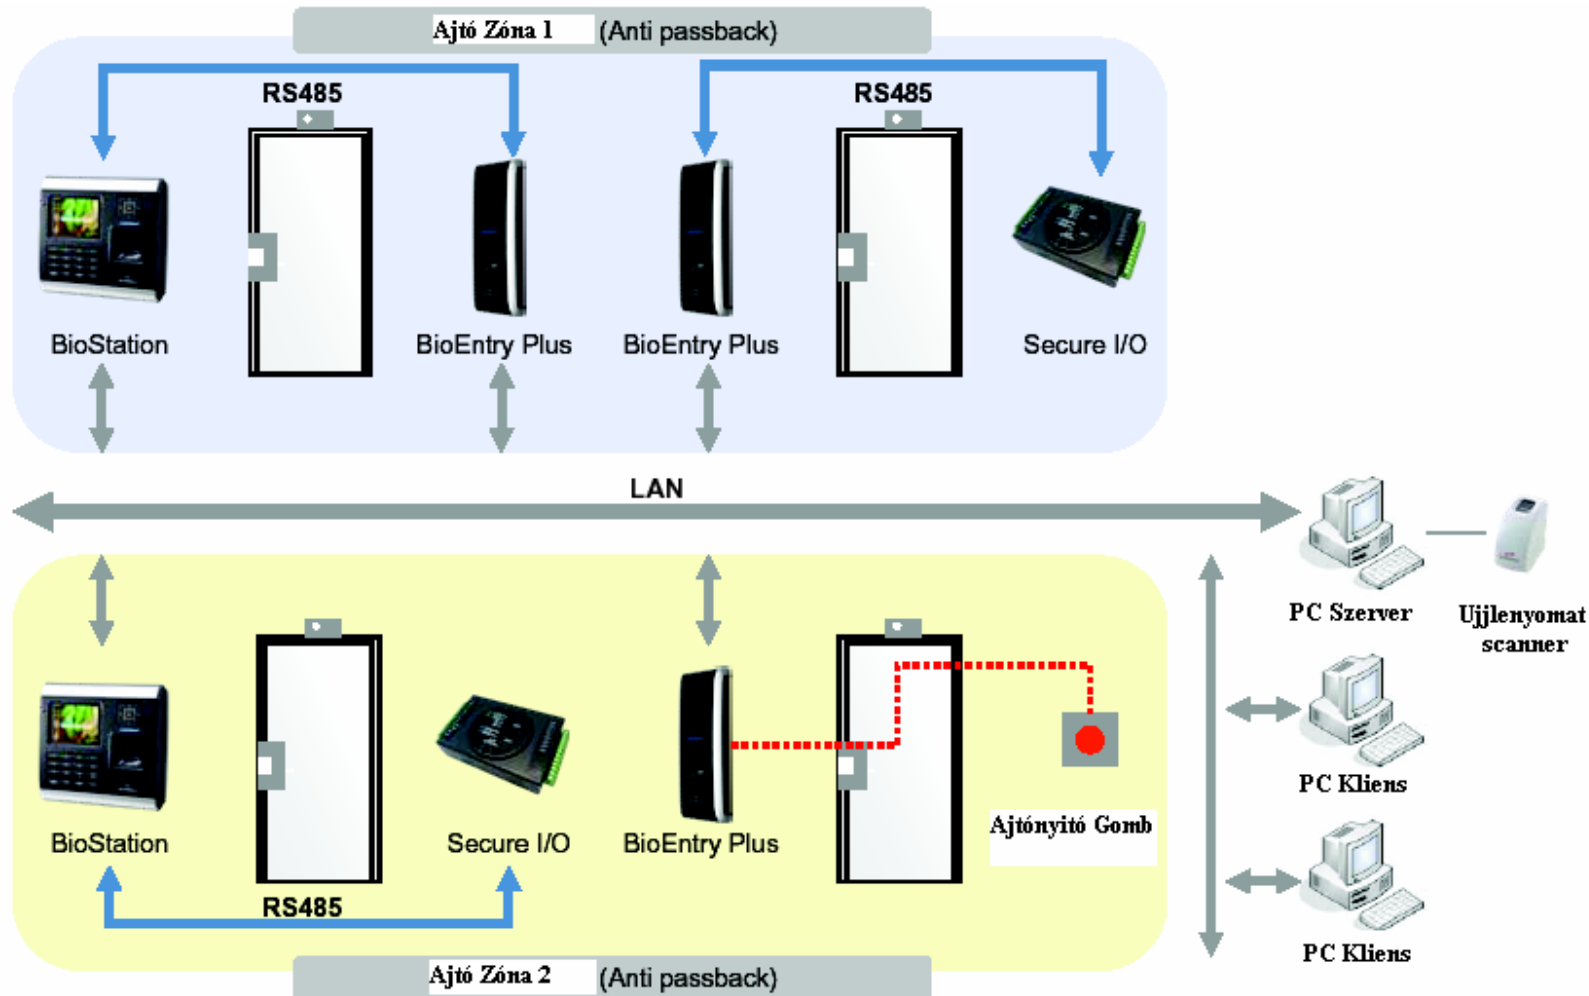 Ajtó Zóna 1 (Anti passback)
RS485
RS485
BioStation
BioEntry Plus
BioEntry Plus
Secure I/O
LAN
PC Szerver
Ujjlenyomat
scanner
PC Kliens
BioStation
Secure I/O
BioEntry Plus
Ajtónyitó Gomb
RS485
PC Kliens
Ajtó Zóna 2 (Anti passback)